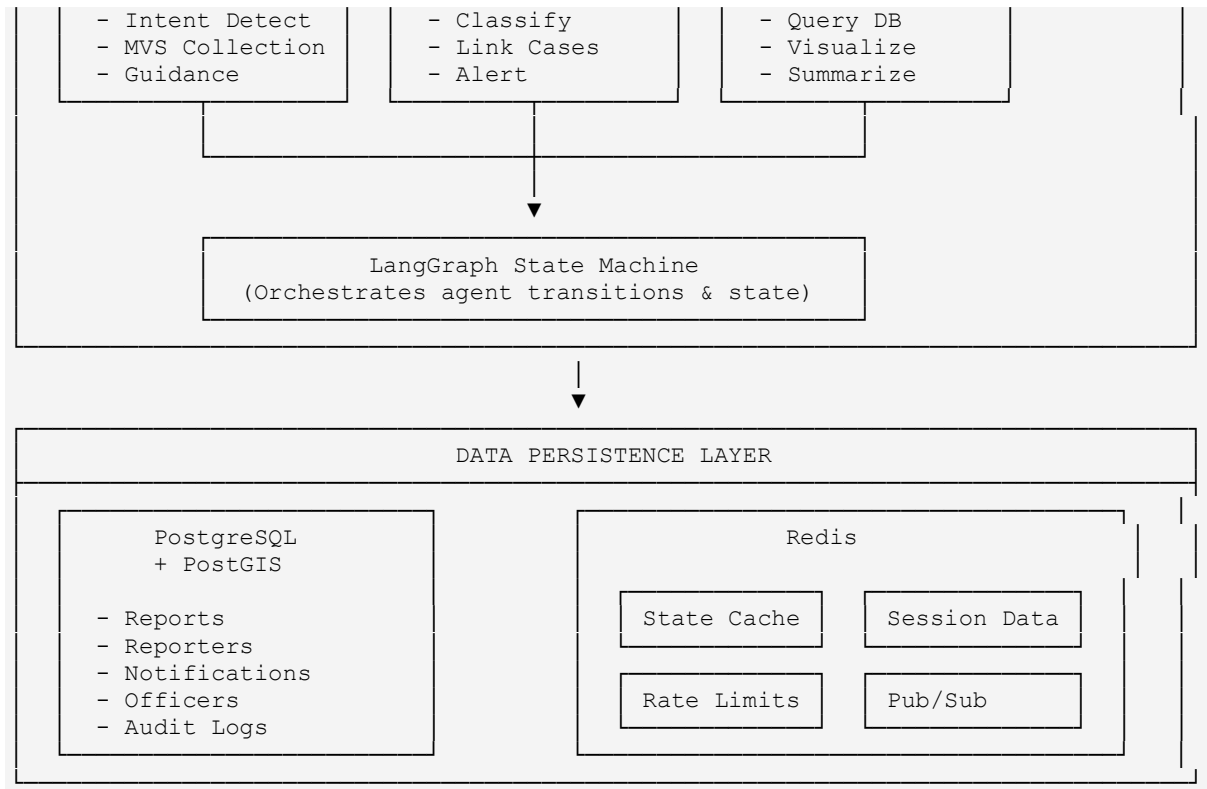 - Intent Detect - Classify - Query DB
- MVS Collection - Link Cases - Visualize
- Guidance - Alert - Summarize
LangGraph State Machine
(Orchestrates agent transitions & state)
DATA PERSISTENCE LAYER
PostgreSQL Redis
+ PostGIS
- Reports State Cache Session Data
- Reporters
- Notifications
- Officers Rate Limits Pub/Sub
- Audit Logs